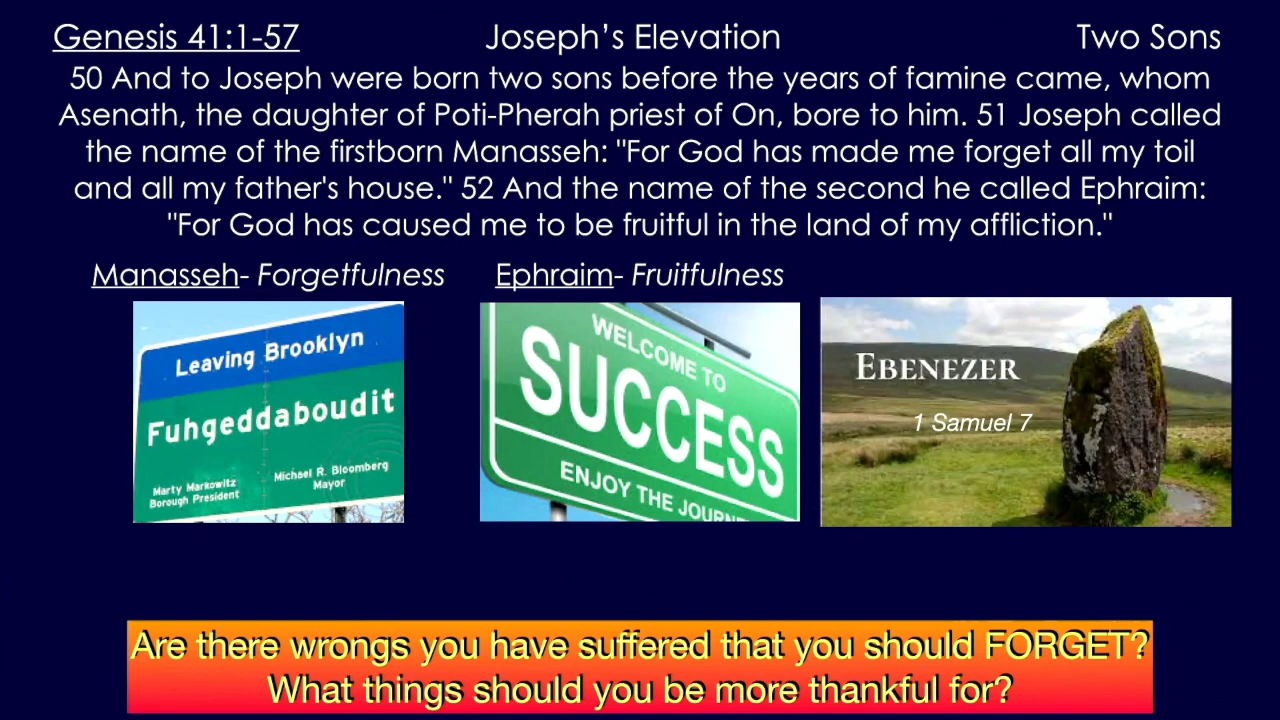 Genesis 41:1-57 Joseph’s Elevation Two Sons
50 And to Joseph were born two sons before the years of famine came, whom
Asenath, the daughter of Poti-Pherah priest of On, bore to him. 51 Joseph called
the name of the firstborn Manasseh: "For God has made me forget all my toil
and all my father's house." 52 And the name of the second he called Ephraim:
"For God has caused me to be fruitful in the land of my affliction."
Manasseh- Forgetfulness
Ephraim- Fruitfulness
Leaving Brooklyn
Fuhgeddaboudit
Marty Markowitz
Borough President
Michael R. Bloomberg
Mayor
WELCOME TO
SUCCESS
ENJOY THE JOURN
EBENEZER
1 Samuel 7
Are there wrongs you have suffered that you should FORGET?
What things should you be more thankful for?